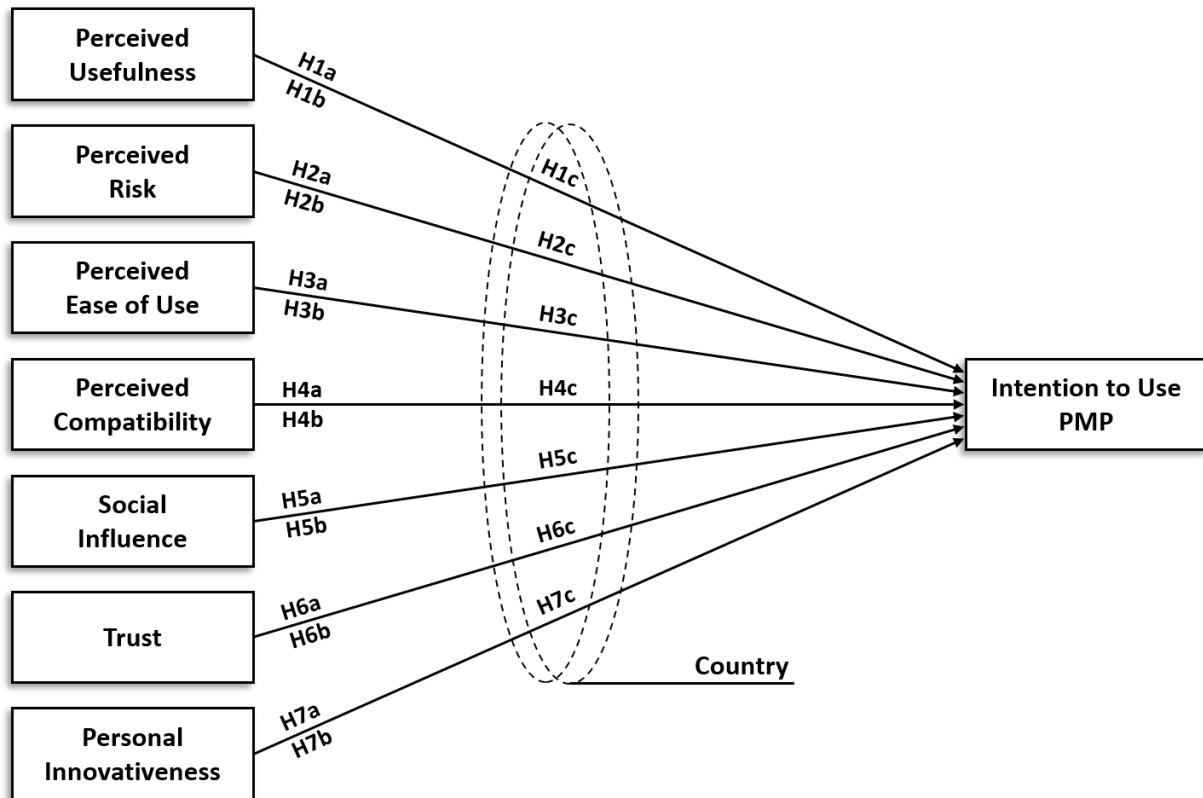 Perceived
Usefulness
H1a
H1b
H1c
Perceived
Risk
H2a
H2b
H2c
Perceived
Ease of Use
H3a
H3b
H3c
Perceived
Compatibility
H4a
H4b
H4c
Intention to Use
PMP
Social
Influence
H5a
H5b
H5c
Trust
H6a
H6b
H6c
Personal
Innovativeness
H7a
H7b
H7c
Country